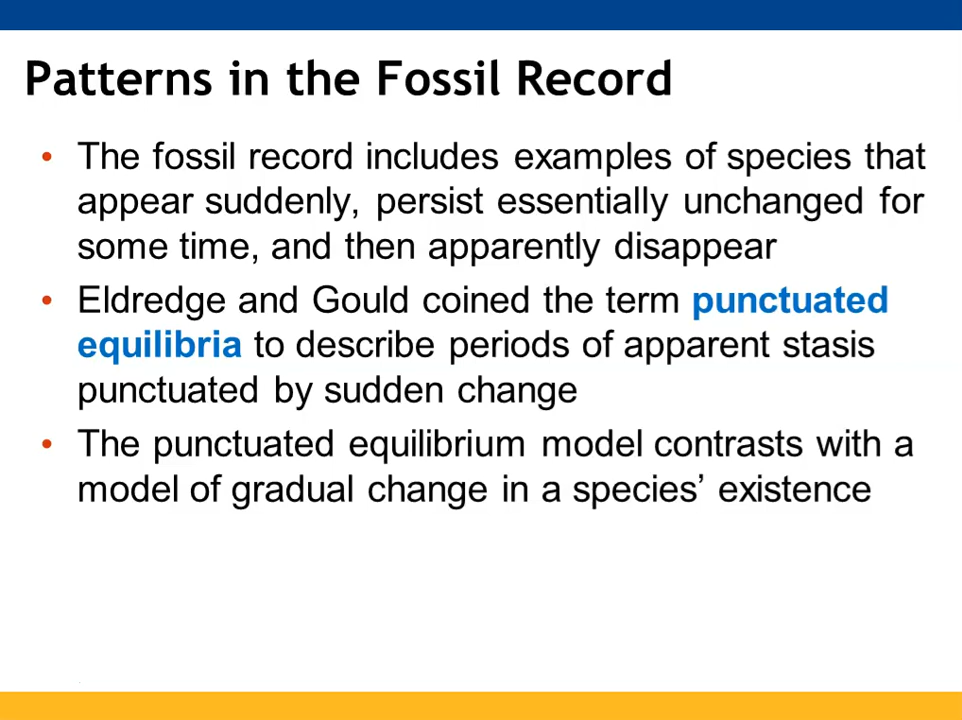 Patterns in the Fossil Record
• The fossil record includes examples of species that
appear suddenly, persist essentially unchanged for
some time, and then apparently disappear
• Eldredge and Gould coined the term punctuated
equilibria to describe periods of apparent stasis
punctuated by sudden change
• The punctuated equilibrium model contrasts with a
model of gradual change in a species’ existence